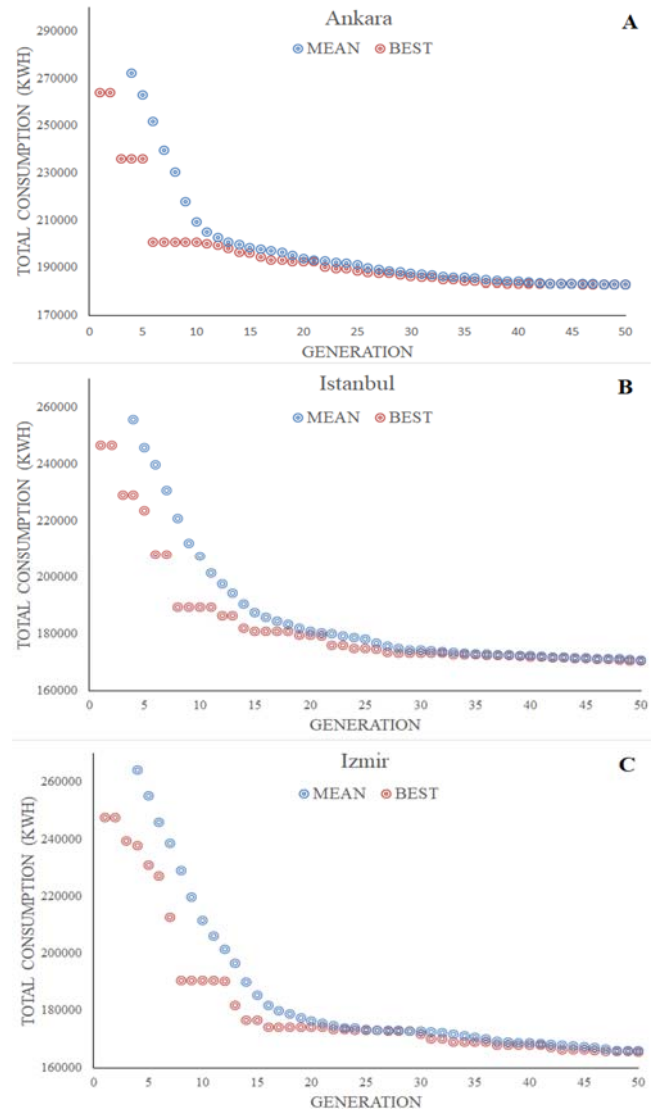 Ankara
A
MEAN BEST
290000
270000
250000
230000
210000
190000
170000
TOTAL CONSUMPTION (KWH)
0 5 10 15 20 25 30 35 40 45 50
GENERATION
Istanbul
B
MEAN BEST
260000
240000
220000
200000
180000
160000
TOTAL CONSUMPTION (KWH)
0 5 10 15 20 25 30 35 40 45 50
GENERATION
Izmir
C
MEAN BEST
260000
240000
220000
200000
180000
160000
TOTAL CONSUMPTION (KWH)
0 5 10 15 20 25 30 35 40 45 50
GENERATION